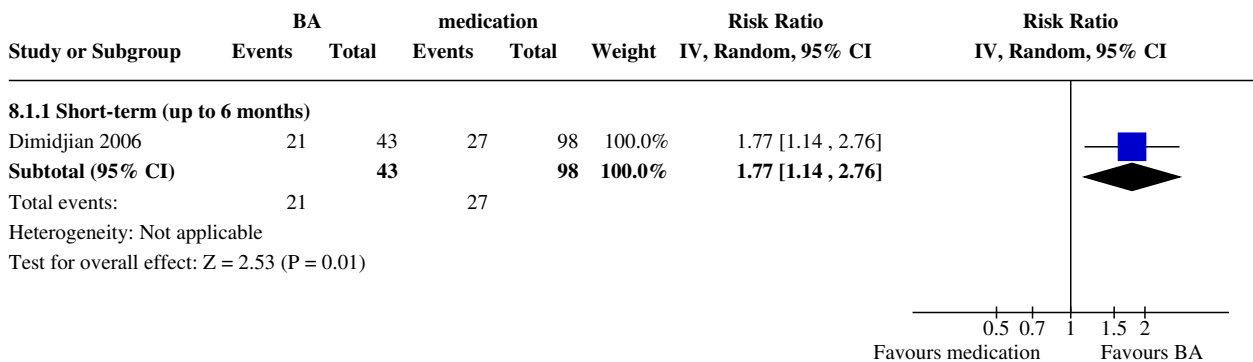 BA medication Risk Ratio Risk Ratio
Study or Subgroup Events Total Events Total Weight IV, Random, 95% CI IV, Random, 95% CI
8.1.1 Short-term (up to 6 months)
Dimidjian 2006 21 43 27 98 100.0% 1.77 [1.14 , 2.76]
Subtotal (95% CI) 43 98 100.0% 1.77 [1.14 , 2.76]
Total events: 21 27
Heterogeneity: Not applicable
Test for overall effect: Z = 2.53 (P = 0.01)
0.5 0.7 1 1.5 2
Favours medication Favours BA